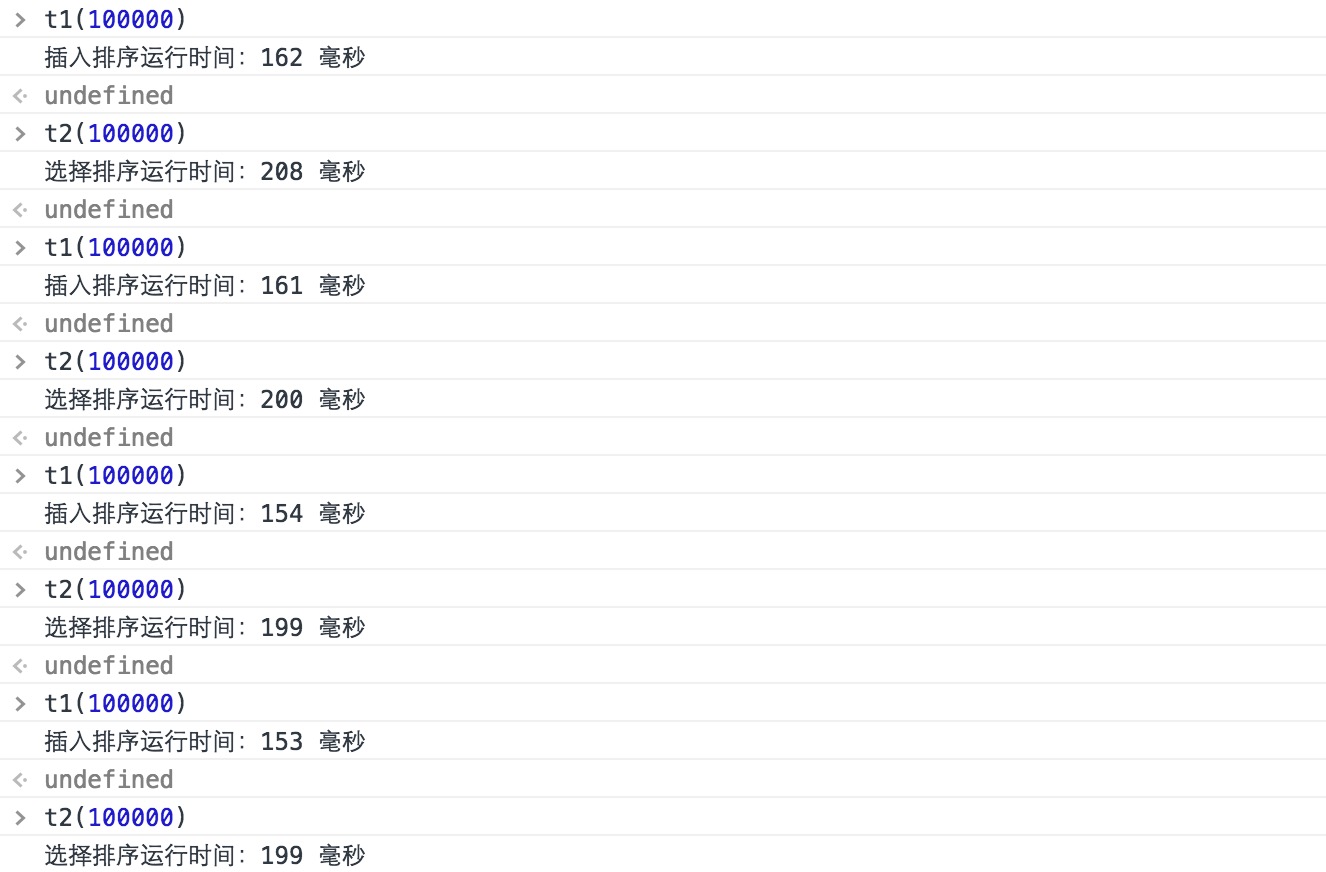 > t1(100000)
插入排序运行时间：162 毫秒
<· undefined
> t2(100000)
选择排序运行时间：208 毫秒
<· undefined
> t1(100000)
插入排序运行时间：161 毫秒
<· undefined
> t2(100000)
选择排序运行时间：200 毫秒
<· undefined
> t1(100000)
插入排序运行时间：154 毫秒
<· undefined
> t2(100000)
选择排序运行时间：199 毫秒
<· undefined
> t1(100000)
插入排序运行时间：153 毫秒
<· undefined
> t2(100000)
选择排序运行时间：199 毫秒